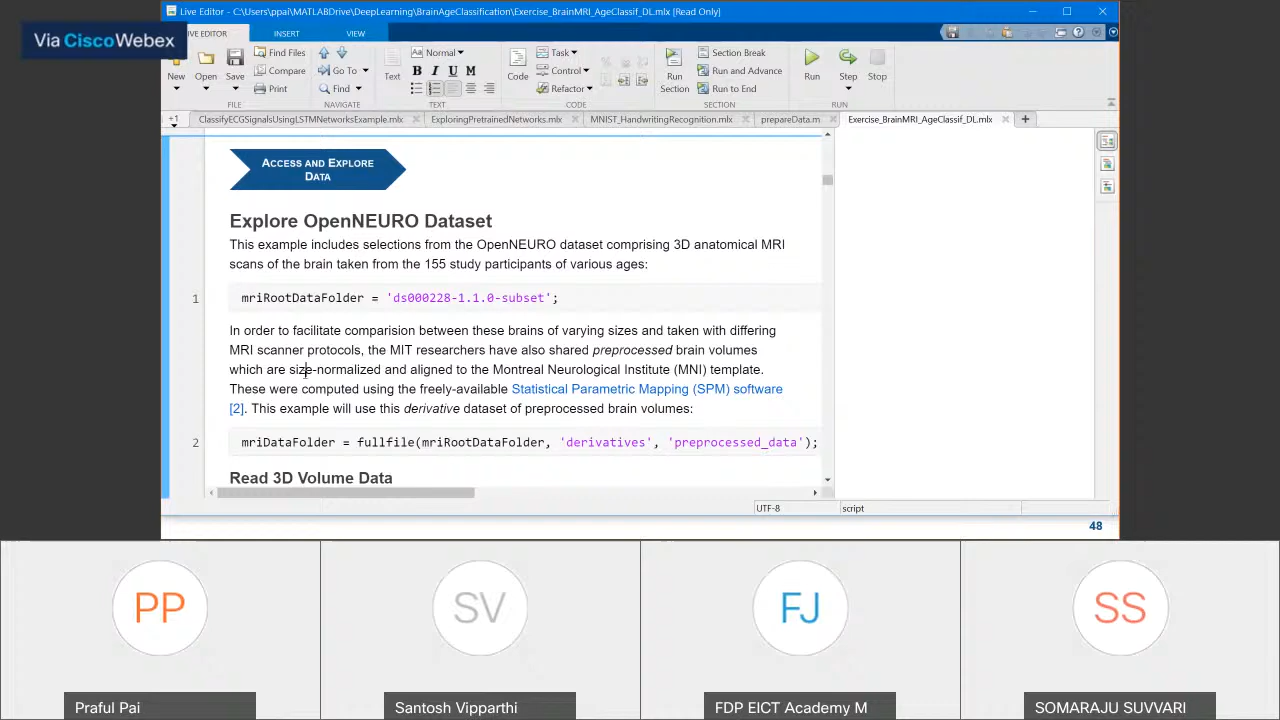 Live Editor - C:\Users\ppai\MATLABDrive\DeepLearning\BrainAgeClassification\Exercise_BrainMRI_AgeClassif_DL.mlx [Read Only]
Via CiscoWebex
LIVE EDITOR INSERT VIEW
New Open Save
Find Files
Compare
Print
Go To
Find
Text
Normal
B I U M
Code
Task
Control
Refactor
Run Section
Section Break
Run and Advance
Run to End
Run Step Stop
FILE NAVIGATE TEXT CODE SECTION RUN
+1 ClassifyECGSignalsUsingLSTMNetworksExample.mlx ExploringPretrainedNetworks.mlx MNIST_HandwritingRecognition.mlx prepareData.m Exercise_BrainMRI_AgeClassif_DL.mlx
ACCESS AND EXPLORE
DATA
Explore OpenNEURO Dataset
This example includes selections from the OpenNEURO dataset comprising 3D anatomical MRI
scans of the brain taken from the 155 study participants of various ages:
1 mriRootDataFolder = 'ds000228-1.1.0-subset';
In order to facilitate comparision between these brains of varying sizes and taken with differing
MRI scanner protocols, the MIT researchers have also shared preprocessed brain volumes
which are size-normalized and aligned to the Montreal Neurological Institute (MNI) template.
These were computed using the freely-available Statistical Parametric Mapping (SPM) software
[2]. This example will use this derivative dataset of preprocessed brain volumes:
2 mriDataFolder = fullfile(mriRootDataFolder, 'derivatives', 'preprocessed_data');
Read 3D Volume Data
UTF-8 script
48
PP SV FJ SS
Praful Pai Santosh Vipparthi FDP EICT Academy M SOMARAJU SUVVARI